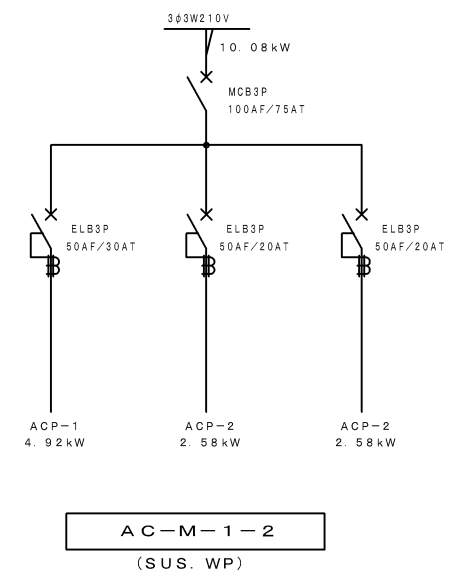 3φ3W210V
10.08kW
MCB3P
100AF/75AT
ELB3P
50AF/30AT
ELB3P
50AF/20AT
ELB3P
50AF/20AT
ACP-1
4.92kW
ACP-2
2.58kW
ACP-2
2.58kW
AC-M-1-2
(SUS. WP)